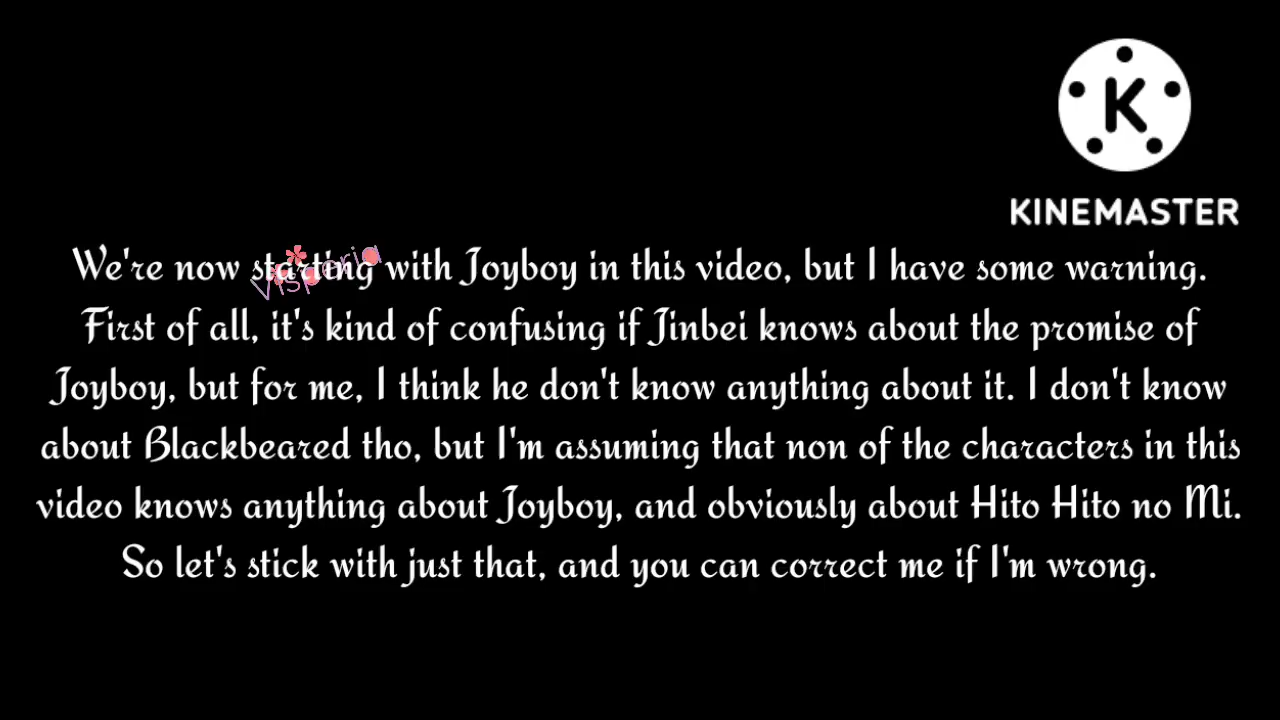 K
KINEMASTER
We're now starting with Joyboy in this video, but I have some warning.
Visperia
First of all, it's kind of confusing if Jinbei knows about the promise of
Joyboy, but for me, I think he don't know anything about it. I don't know
about Blackbeared tho, but I'm assuming that non of the characters in this
video knows anything about Joyboy, and obviously about Hito Hito no Mi.
So let's stick with just that, and you can correct me if I'm wrong.